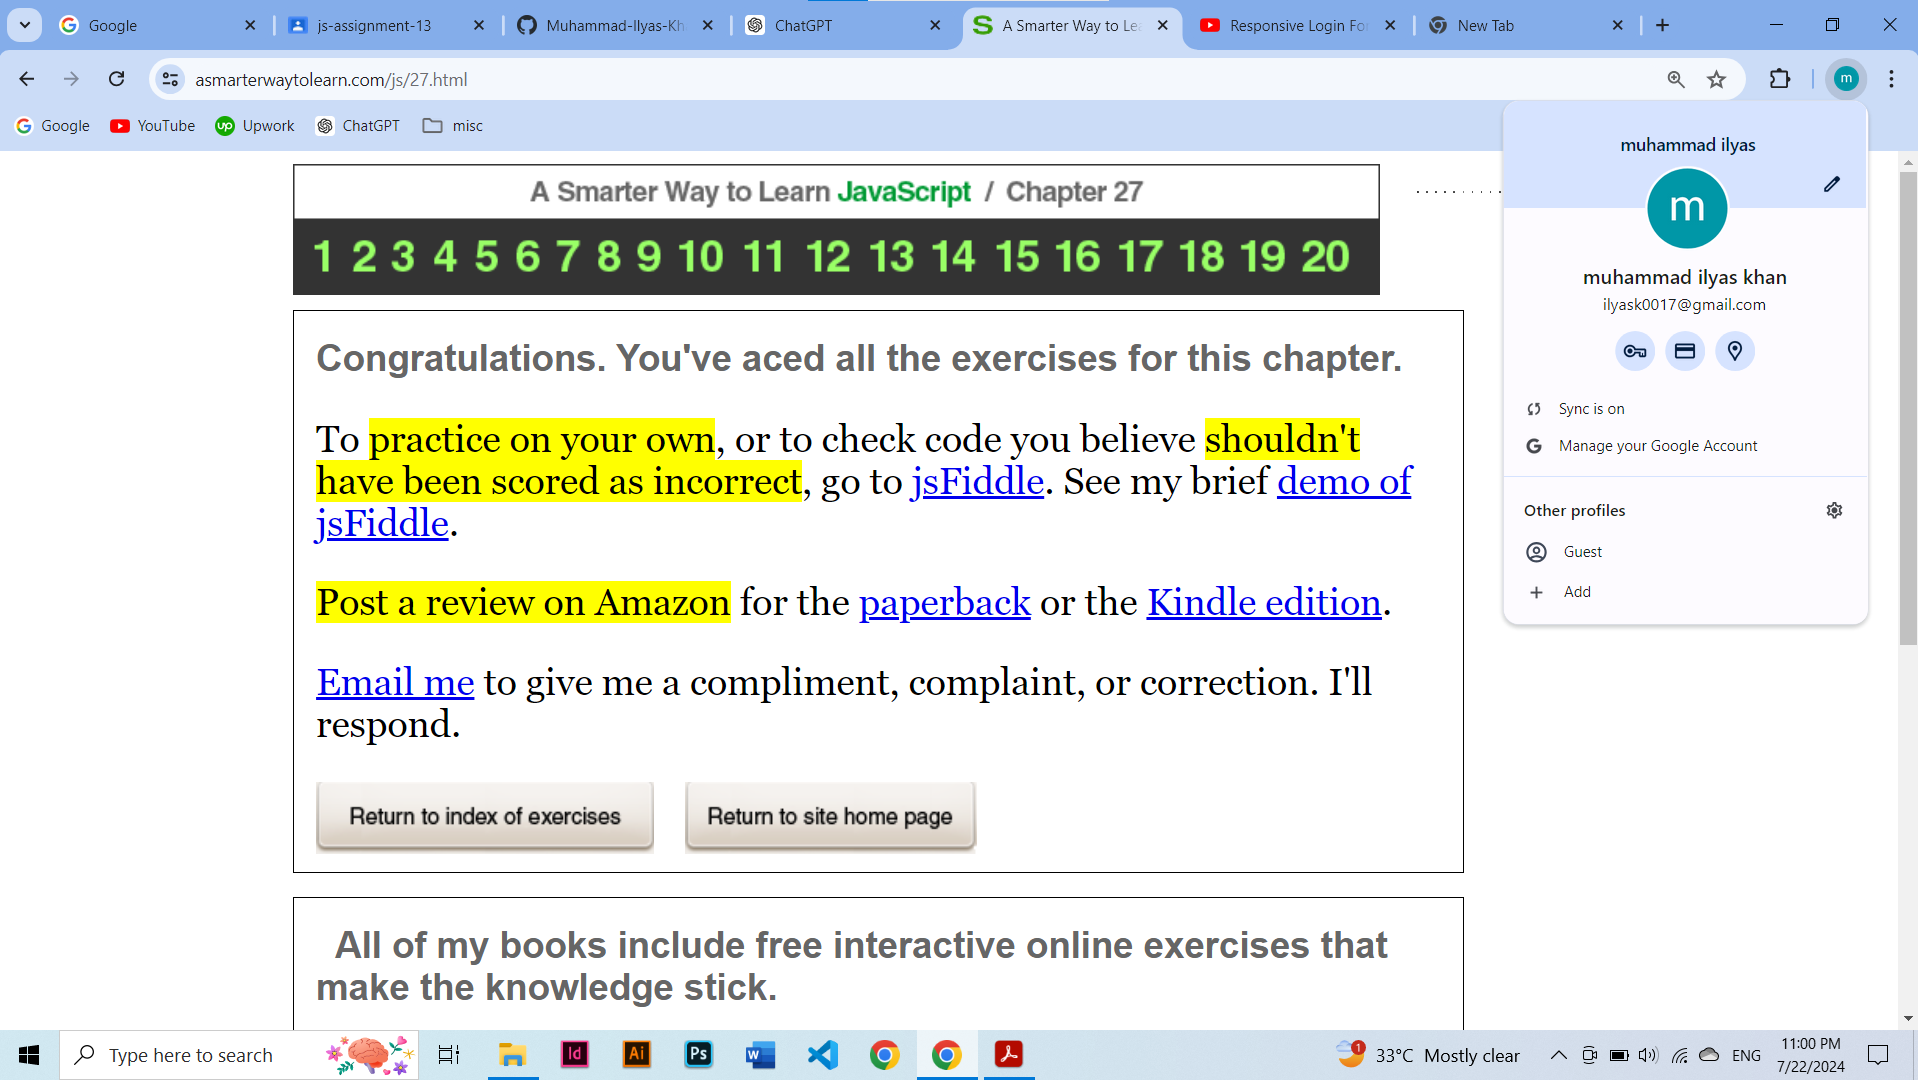 Google
js-assignment-13
Muhammad-Ilyas-Kh
ChatGPT
A Smarter Way to Le
Responsive Login Fo
New Tab
asmarterwaytolearn.com/js/27.html
m
Google
YouTube
up
Upwork
ChatGPT
misc
muhammad ilyas
m
muhammad ilyas khan
ilyask0017@gmail.com
Sync is on
Manage your Google Account
Other profiles
Guest
Add
A Smarter Way to Learn JavaScript / Chapter 27
1 2 3 4 5 6 7 8 9 10 11 12 13 14 15 16 17 18 19 20
Congratulations. You've aced all the exercises for this chapter.
To practice on your own, or to check code you believe shouldn't
have been scored as incorrect, go to jsFiddle. See my brief demo of
jsFiddle.
Post a review on Amazon for the paperback or the Kindle edition.
Email me to give me a compliment, complaint, or correction. I'll
respond.
Return to index of exercises
Return to site home page
All of my books include free interactive online exercises that
make the knowledge stick.
Type here to search
Id
Ai
Ps
W
1
33°C Mostly clear
ENG
11:00 PM
7/22/2024